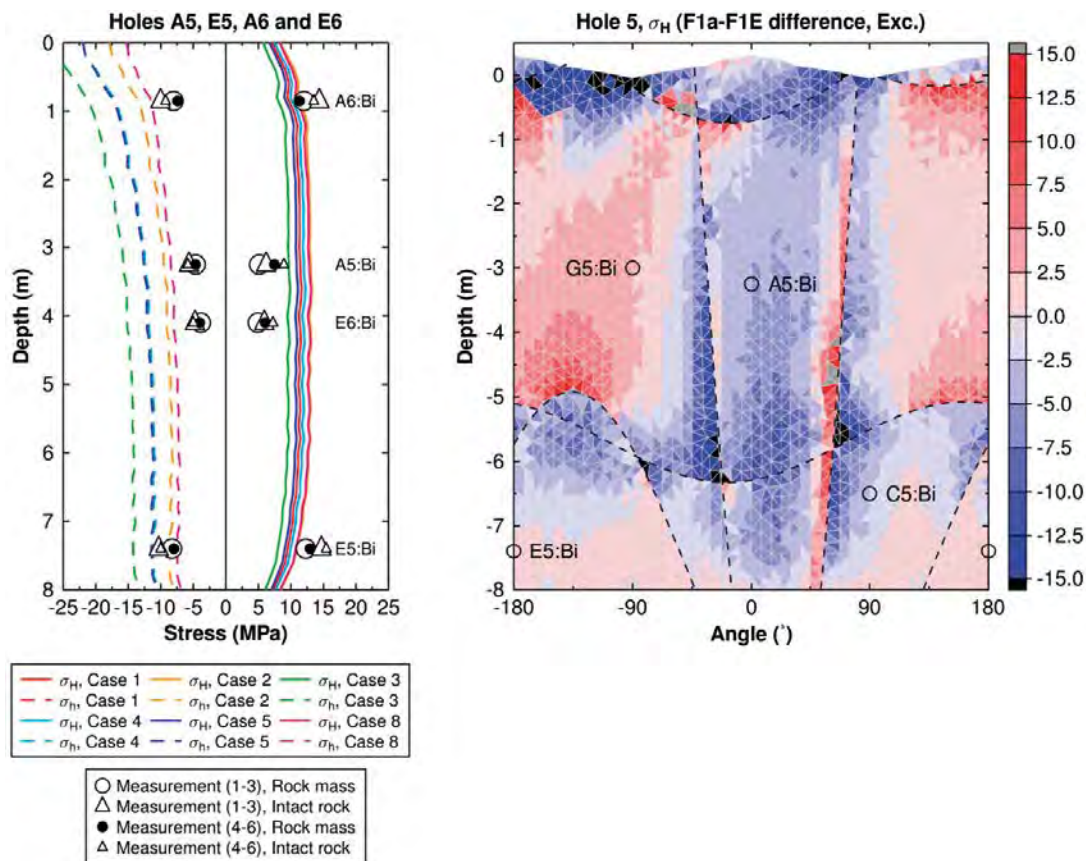 Holes A5, E5, A6 and E6
0
1
2
3
4
5
6
7
8
Depth (m)
A6:Bi
A5:Bi
E6:Bi
E5:Bi
-25 -20 -15 -10 -5 0 5 10 15 20 25
Stress (MPa)
σH, Case 1 σH, Case 2 σH, Case 3
σh, Case 1 σh, Case 2 σh, Case 3
σH, Case 4 σH, Case 5 σH, Case 8
σh, Case 4 σh, Case 5 σh, Case 8
Measurement (1-3), Rock mass
Measurement (1-3), Intact rock
Measurement (4-6), Rock mass
Measurement (4-6), Intact rock
Hole 5, σH (F1a-F1E difference, Exc.)
0
-1
-2
-3
-4
-5
-6
-7
-8
Depth (m)
G5:Bi
A5:Bi
C5:Bi
E5:Bi
-180 -90 0 90 180
Angle (°)
15.0
12.5
10.0
7.5
5.0
2.5
0.0
-2.5
-5.0
-7.5
-10.0
-12.5
-15.0